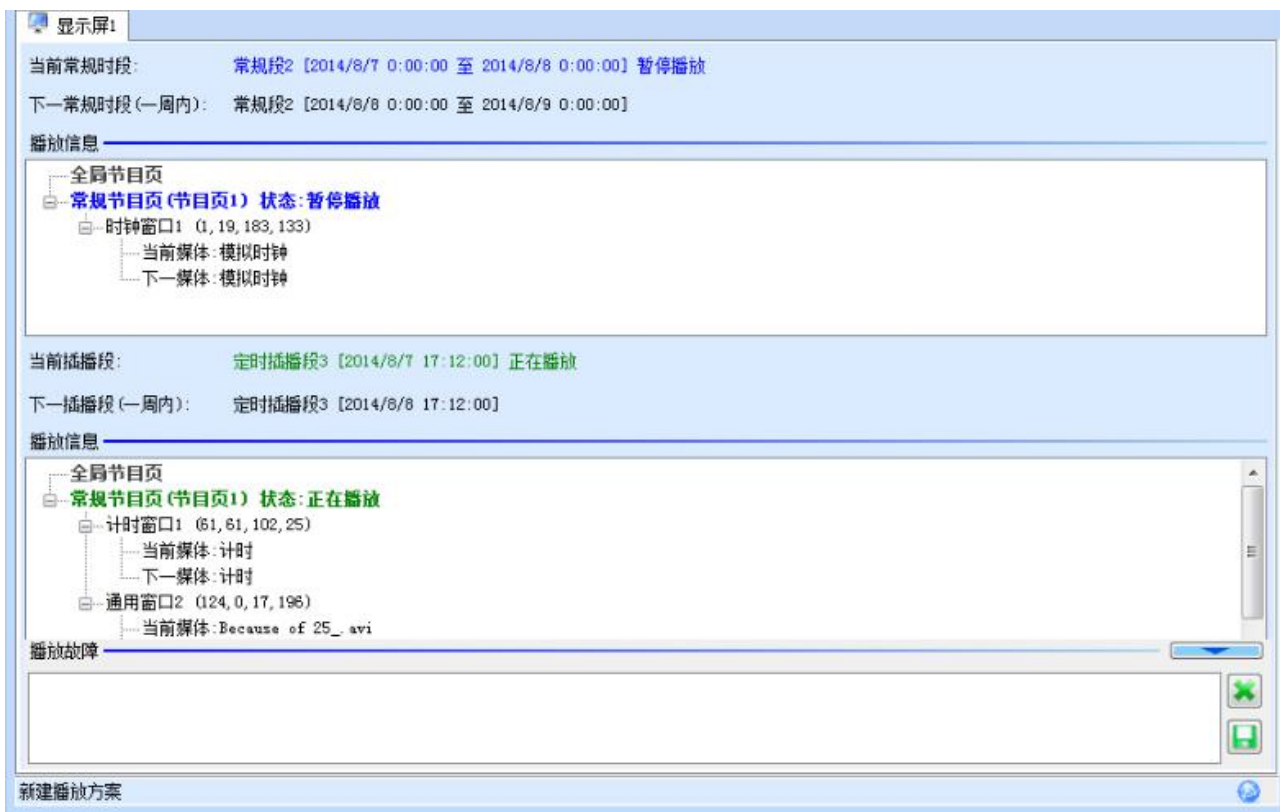 显示屏1
当前常规时段: 常规段2 [2014/8/7 0:00:00 至 2014/8/8 0:00:00] 暂停播放
下一常规时段(一周内): 常规段2 [2014/8/8 0:00:00 至 2014/8/9 0:00:00]
播放信息
全局节目页
常规节目页(节目页1) 状态:暂停播放
时钟窗口1 (1,19,183,133)
当前媒体:模拟时钟
下一媒体:模拟时钟
当前插播段: 定时插播段3 [2014/8/7 17:12:00] 正在播放
下一插播段(一周内): 定时插播段3 [2014/8/8 17:12:00]
播放信息
全局节目页
常规节目页(节目页1) 状态:正在播放
计时窗口1 (61,61,102,25)
当前媒体:计时
下一媒体:计时
通用窗口2 (124,0,17,196)
当前媒体:Because of 25_.avi
播放故障
新建播放方案